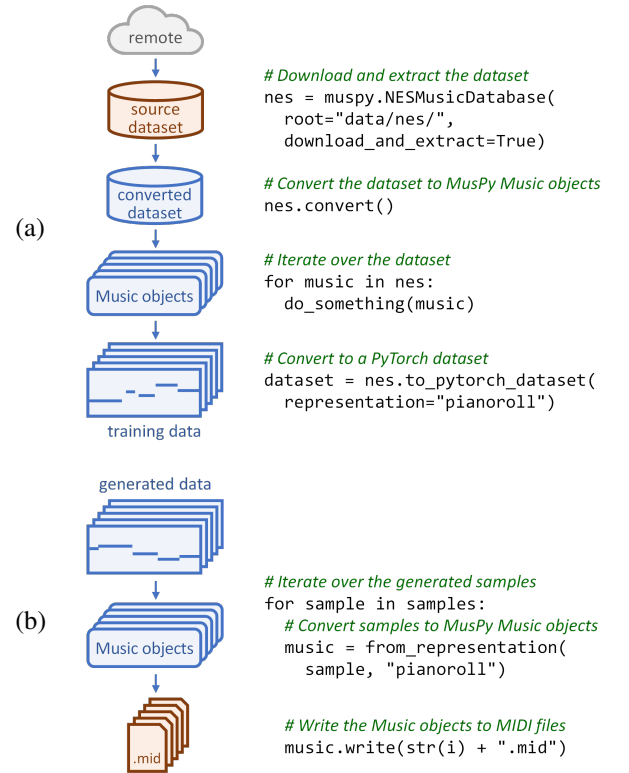 remote
source
dataset
# Download and extract the dataset
nes = muspy.NESMusicDatabase(
root="data/nes/",
download_and_extract=True)
converted
dataset
# Convert the dataset to MusPy Music objects
nes.convert()
(a)
Music objects
# Iterate over the dataset
for music in nes:
do_something(music)
# Convert to a PyTorch dataset
dataset = nes.to_pytorch_dataset(
representation="pianoroll")
training data
generated data
(b)
Music objects
# Iterate over the generated samples
for sample in samples:
# Convert samples to MusPy Music objects
music = from_representation(
sample, "pianoroll")
.mid
# Write the Music objects to MIDI files
music.write(str(i) + ".mid")